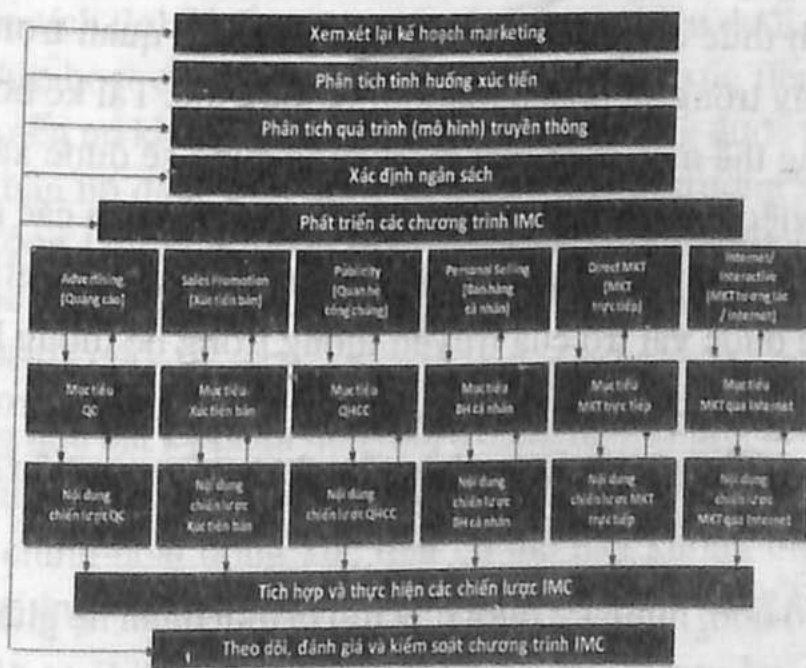 Xem xét lại kế hoạch marketing
Phân tích tình huống xúc tiến
Phân tích quá trình (mô hình) truyền thông
Xác định ngân sách
Phát triển các chương trình IMC
Advertising
[Quảng cáo]
Sales Promotion
[Xúc tiến bán]
Publicity
[Quan hệ
công chúng]
Personal Selling
[Bán hàng
cá nhân]
Direct MKT
[MKT
trực tiếp]
Internet/
Interactive
[MKT tương tác
/ internet]
Mục tiêu
QC
Mục tiêu
Xúc tiến bán
Mục tiêu
QHCC
Mục tiêu
BH cá nhân
Mục tiêu
MKT trực tiếp
Mục tiêu
MKT qua Internet
Nội dung
chiến lược QC
Nội dung
chiến lược
Xúc tiến bán
Nội dung
chiến lược QHCC
Nội dung
chiến lược
BH cá nhân
Nội dung
chiến lược MKT
trực tiếp
Nội dung
chiến lược
MKT qua Internet
Tích hợp và thực hiện các chiến lược IMC
Theo dõi, đánh giá và kiểm soát chương trình IMC